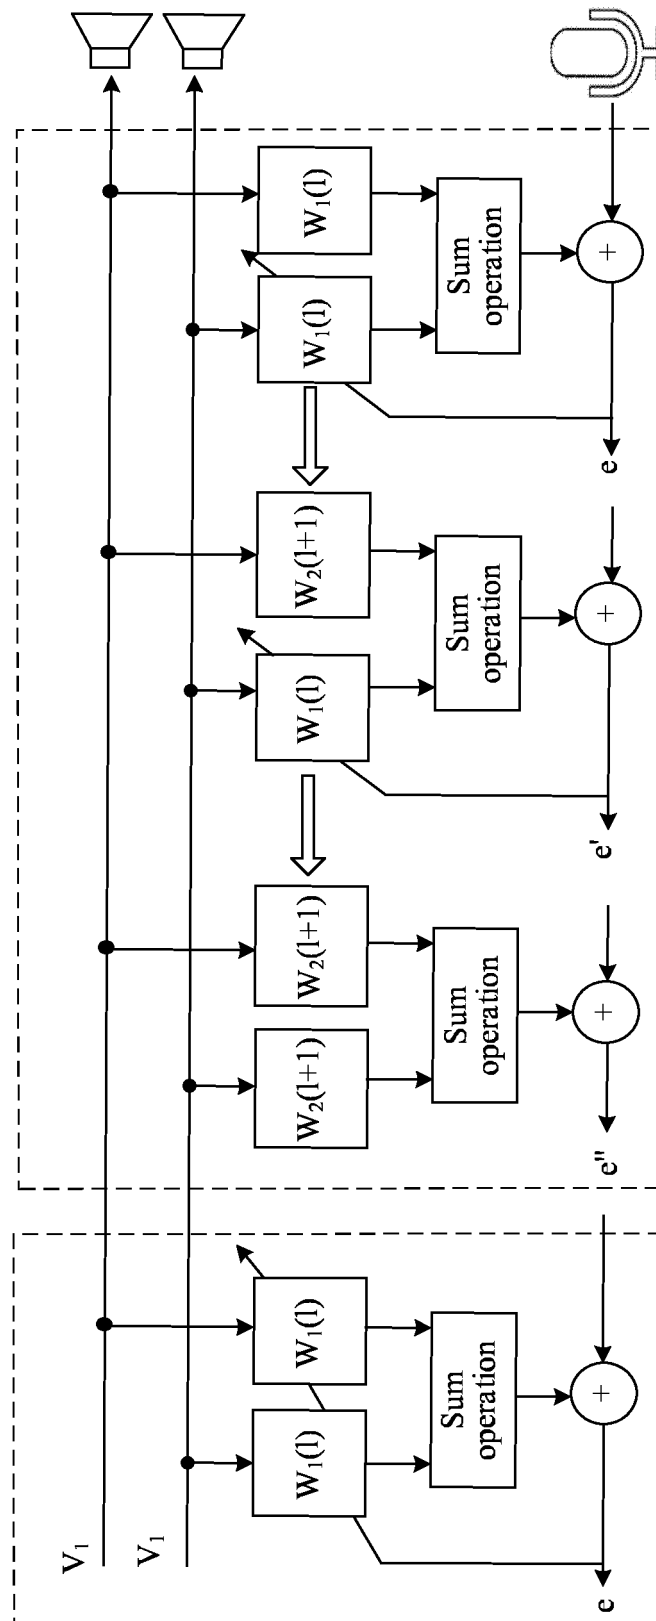 V₁
V₁
W₁(l)
W₁(l)
W₂(l+1)
W₂(l+1)
W₁(l)
W₂(l+1)
W₁(l)
W₁(l)
Sum
operation
Sum
operation
Sum
operation
Sum
operation
e
+
e''
+
e'
+
e
+